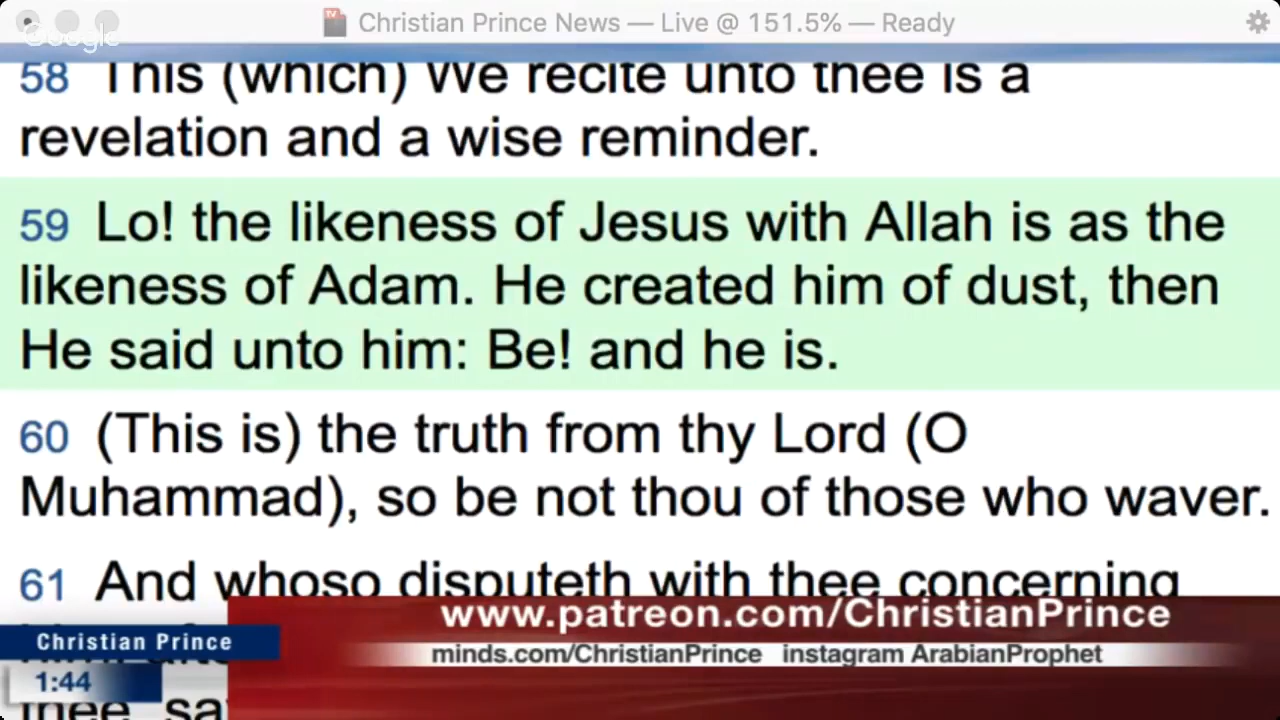 Christian Prince News — Live @ 151.5% — Ready
Google
58 This (which) We recite unto thee is a
revelation and a wise reminder.
59 Lo! the likeness of Jesus with Allah is as the
likeness of Adam. He created him of dust, then
He said unto him: Be! and he is.
60 (This is) the truth from thy Lord (O
Muhammad), so be not thou of those who waver.
61 And whoso disputeth with thee concerning
www.patreon.com/ChristianPrince
Christian Prince
minds.com/ChristianPrince instagram ArabianProphet
1:44
thee